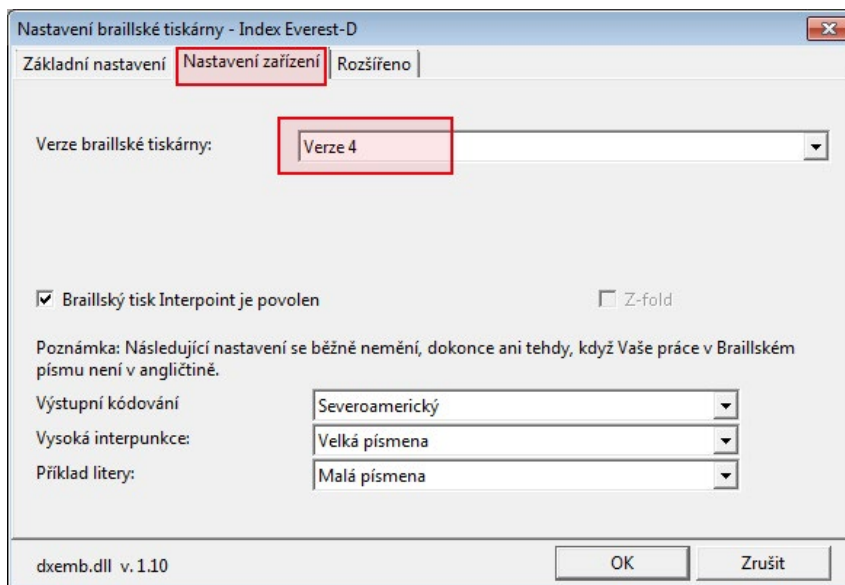 Nastavení braillské tiskárny - Index Everest-D
Základní nastavení Nastavení zařízení Rozšířeno
Verze braillské tiskárny: Verze 4
Braillský tisk Interpoint je povolen Z-fold
Poznámka: Následující nastavení se běžně nemění, dokonce ani tehdy, když Vaše práce v Braillském
písmu není v angličtině.
Výstupní kódování Severoamerický
Vysoká interpunkce: Velká písmena
Příklad litery: Malá písmena
dxemb.dll v. 1.10 OK Zrušit